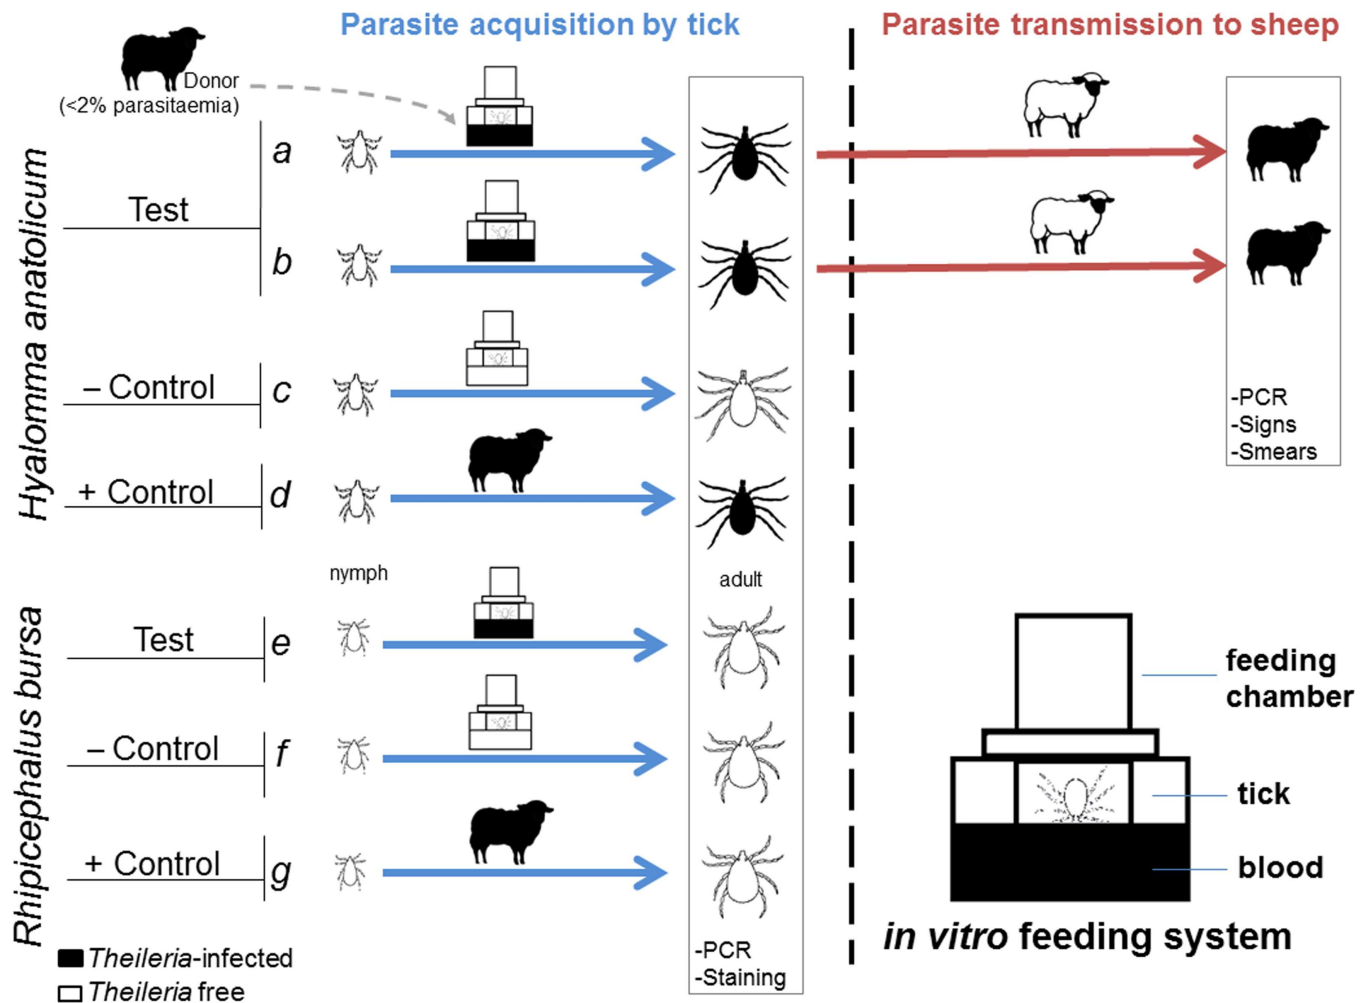 Parasite acquisition by tick
Parasite transmission to sheep
Donor
(<2% parasitaemia)
Hyalomma anatolicum
Test
a
b
– Control
c
+ Control
d
nymph
adult
-PCR
-Signs
-Smears
Rhipicephalus bursa
Test
e
– Control
f
+ Control
g
-PCR
-Staining
feeding
chamber
tick
blood
in vitro feeding system
Theileria-infected
Theileria free